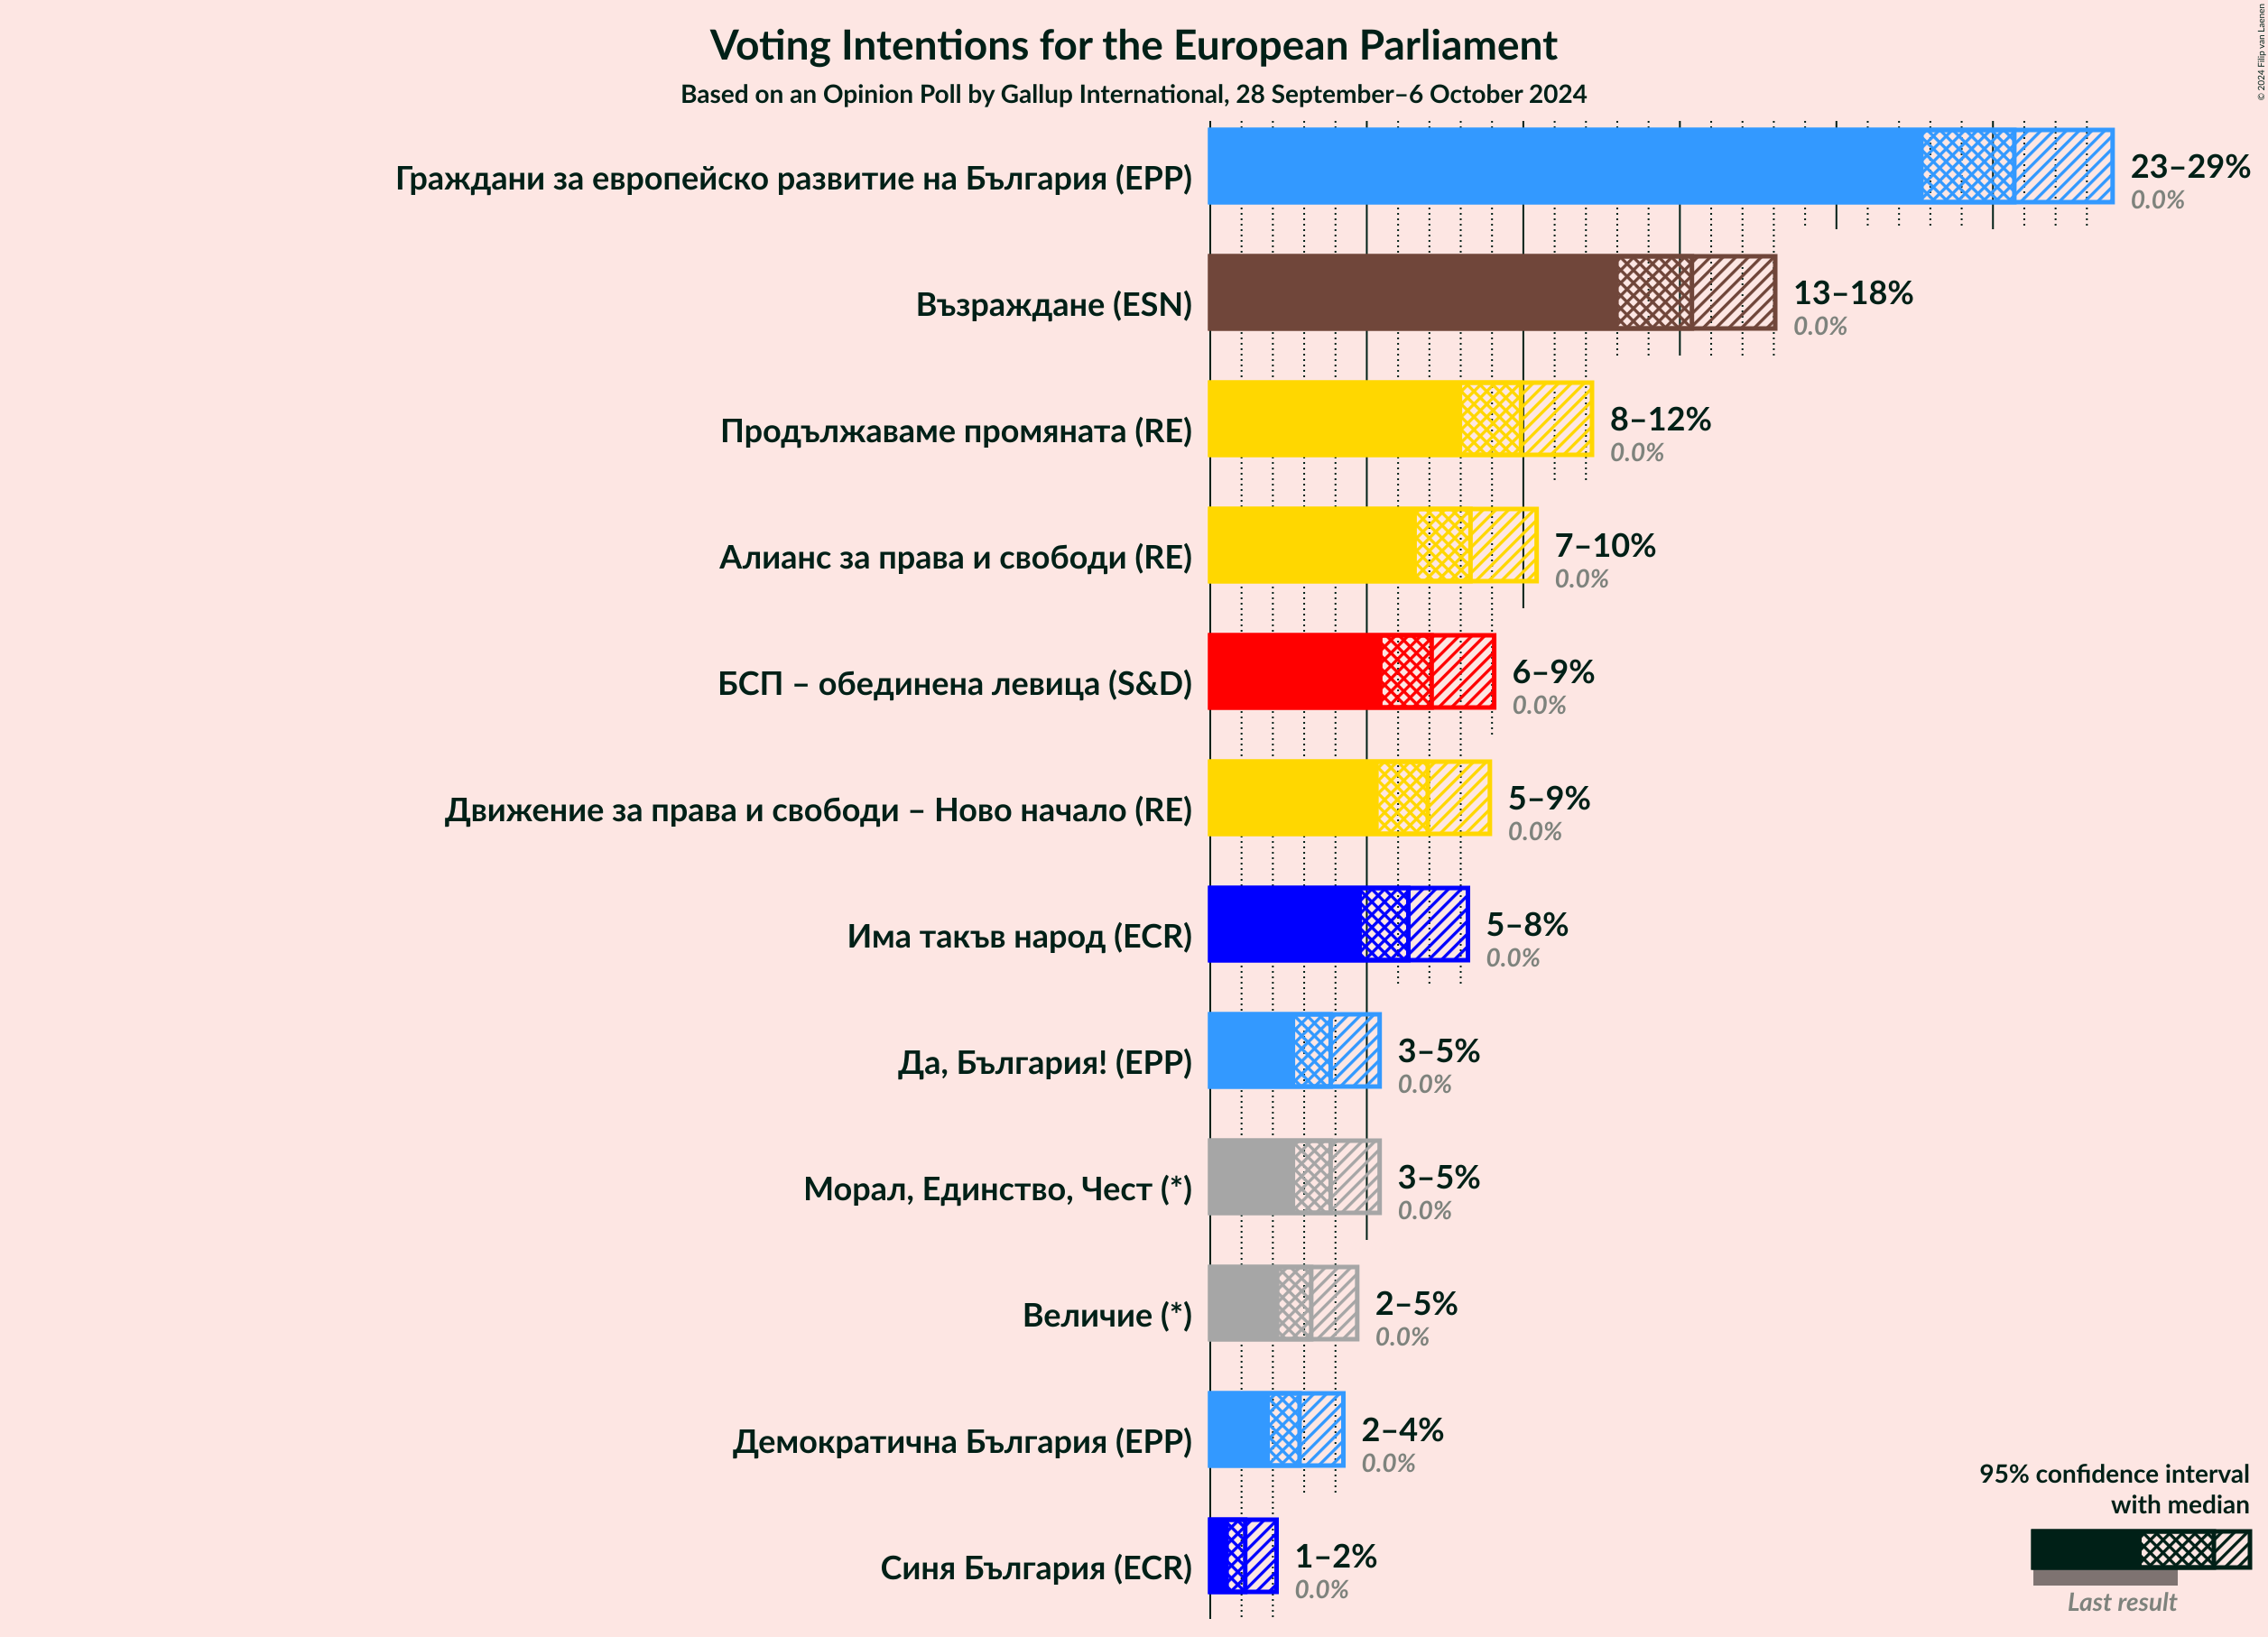 Voting Intentions for the European Parliament
Based on an Opinion Poll by Gallup International, 28 September–6 October 2024
© 2024 Filip van Laenen
Граждани за европейско развитие на България (EPP)
23–29%
0.0%
Възраждане (ESN)
13–18%
0.0%
Продължаваме промяната (RE)
8–12%
0.0%
Алианс за права и свободи (RE)
7–10%
0.0%
БСП – обединена левица (S&D)
6–9%
0.0%
Движение за права и свободи – Ново начало (RE)
5–9%
0.0%
Има такъв народ (ECR)
5–8%
0.0%
Да, България! (EPP)
3–5%
0.0%
Морал, Единство, Чест (*)
3–5%
0.0%
Величие (*)
2–5%
0.0%
Демократична България (EPP)
2–4%
0.0%
Синя България (ECR)
1–2%
0.0%
95% confidence interval
with median
Last result